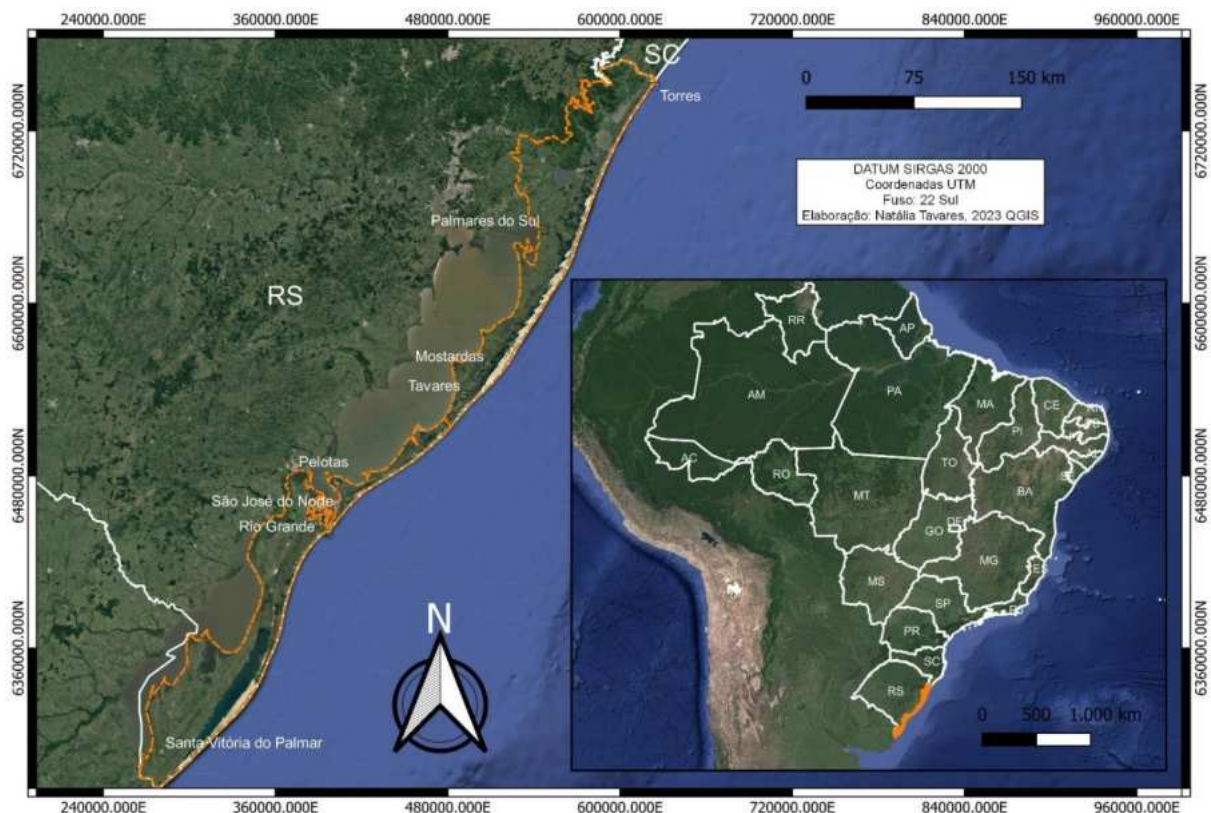 240000.000E 360000.000E 480000.000E 600000.000E 720000.000E 840000.000E 960000.000E
SC
Torres
0 75 150 km
6720000.000N
6720000.000N
DATUM SIRGAS 2000
Coordenadas UTM
Fuso: 22 Sul
Elaboração: Natália Tavares, 2023 QGIS
Palmares do Sul
RS
6600000.000N
6600000.000N
Mostardas
Tavares
Pelotas
São José do Node
Rio Grande
6480000.000N
6480000.000N
6360000.000N
6360000.000N
N
Santa Vitória do Palmar
RR
AP
AM
PA
MA
CE
PI
AC
RO
TO
MT
BA
GO
DF
MG
ES
MS
SP
PR
SC
RS
0 500 1.000 km
240000.000E 360000.000E 480000.000E 600000.000E 720000.000E 840000.000E 960000.000E